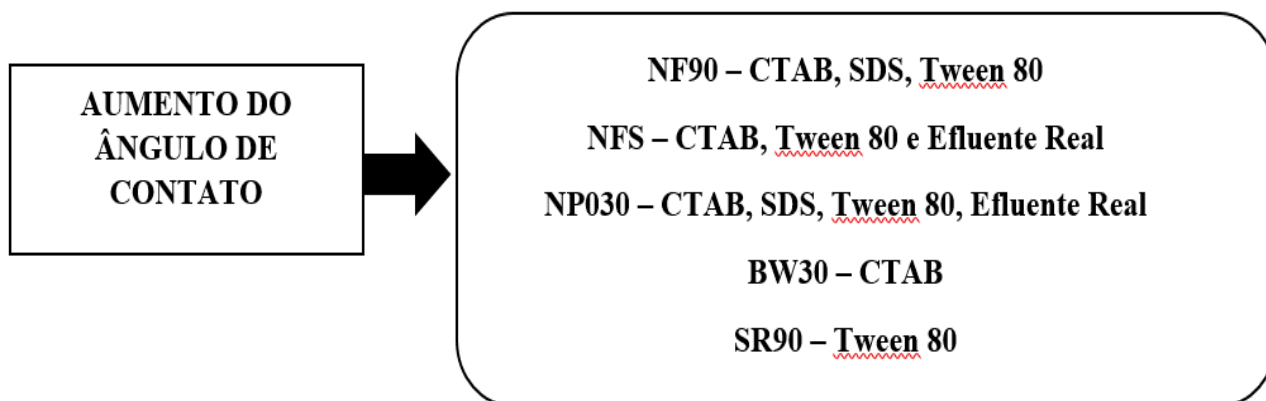 AUMENTO DO
ÂNGULO DE
CONTATO
NF90 – CTAB, SDS, Tween 80
NFS – CTAB, Tween 80 e Efluente Real
NP030 – CTAB, SDS, Tween 80, Efluente Real
BW30 – CTAB
SR90 – Tween 80